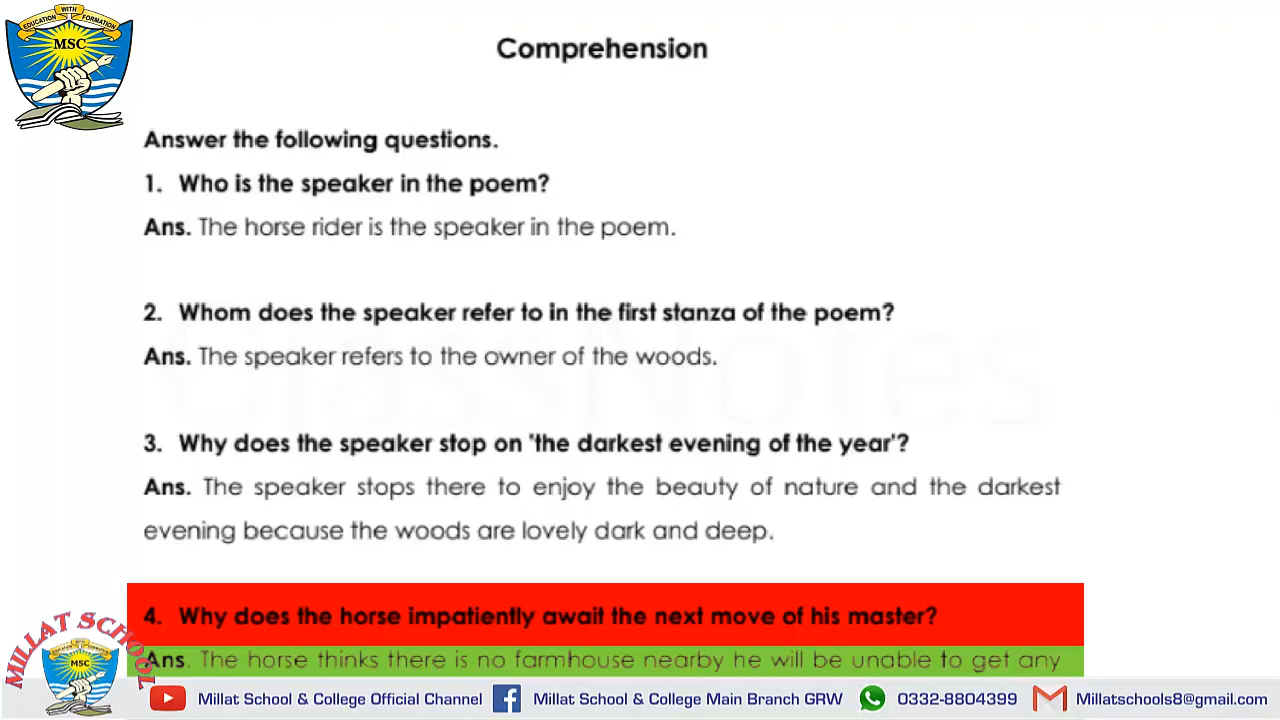 EDUCATION WITH FORMATION
MSC
Comprehension
Answer the following questions.
1. Who is the speaker in the poem?
Ans. The horse rider is the speaker in the poem.
2. Whom does the speaker refer to in the first stanza of the poem?
Ans. The speaker refers to the owner of the woods.
ClassNotes
3. Why does the speaker stop on 'the darkest evening of the year'?
Ans. The speaker stops there to enjoy the beauty of nature and the darkest
evening because the woods are lovely dark and deep.
4. Why does the horse impatiently await the next move of his master?
Ans. The horse thinks there is no farmhouse nearby he will be unable to get any
MILLAT SCHOOL
MSC
Millat School & College Official Channel Millat School & College Main Branch GRW 0332-8804399 Millatschools8@gmail.com